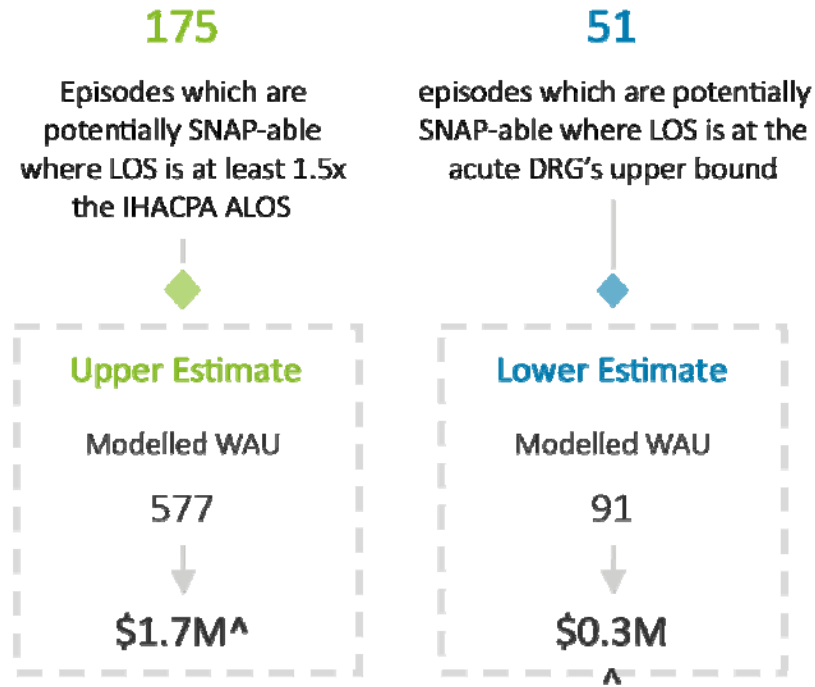 175
Episodes which are
potentially SNAP-able
where LOS is at least 1.5x
the IHACPA ALOS
Upper Estimate
Modelled WAU
577
$1.7M^
51
episodes which are potentially
SNAP-able where LOS is at the
acute DRG's upper bound
Lower Estimate
Modelled WAU
91
$0.3M
^